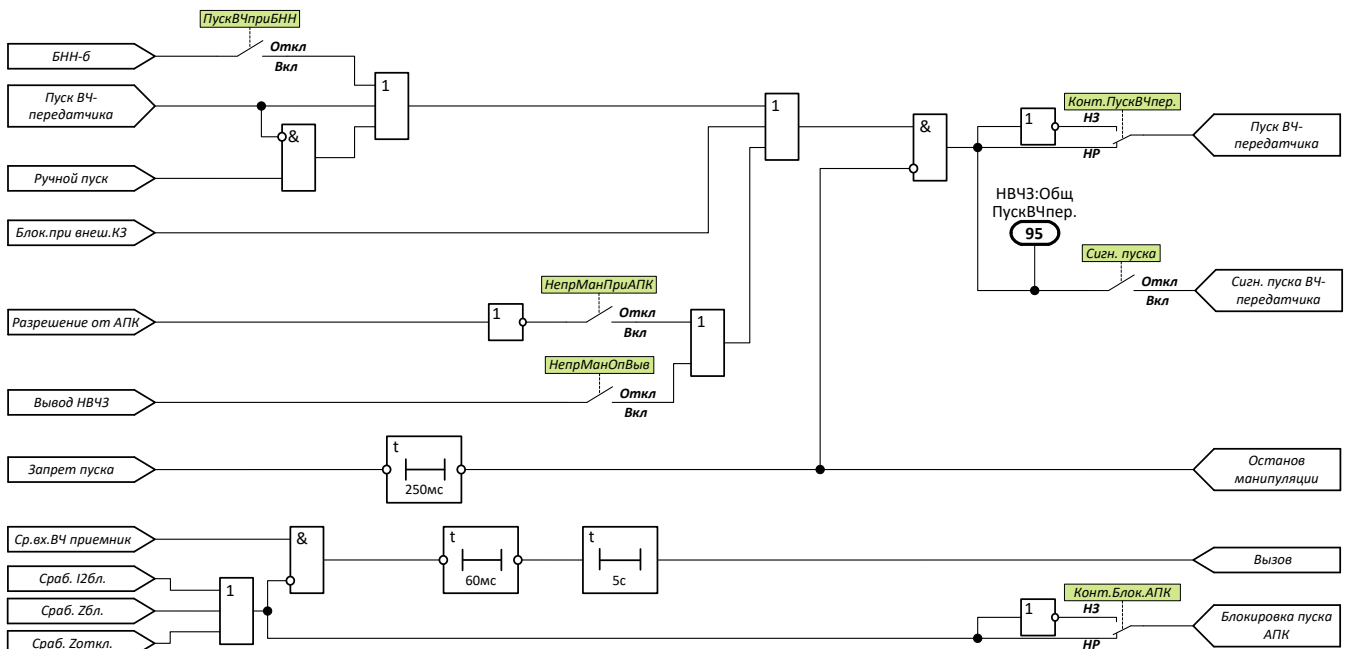 ПускВЧприБНН
БНН-б
Откл
Вкл
Пуск ВЧ-
передатчика
1
&
Ручной пуск
1
&
Конт.ПускВЧпер.
1
НЗ
НР
Пуск ВЧ-
передатчика
Блок.при внеш.КЗ
НВЧЗ:Общ
ПускВЧпер.
95
Сигн. пуска
Откл
Вкл
Сигн. пуска ВЧ-
передатчика
НепрМанПриАПК
Разрешение от АПК
1
Откл
Вкл
1
НепрМанОпВыв
Вывод НВЧЗ
Откл
Вкл
Запрет пуска
t
250мс
Останов
манипуляции
Ср.вх.ВЧ приемник
&
t
60мс
t
5с
Вызов
Сраб. I2бл.
1
Сраб. Zбл.
Сраб. Zоткл.
Конт.Блок.АПК
1
НЗ
НР
Блокировка пуска
АПК